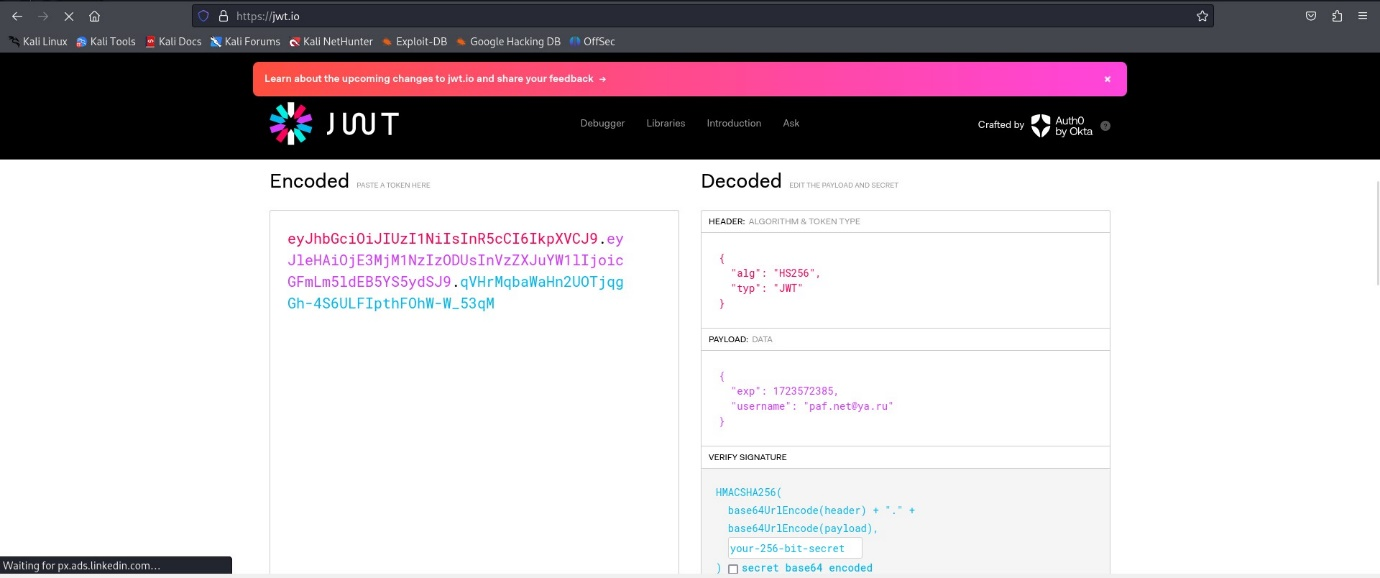 https://jwt.io
Kali Linux Kali Tools Kali Docs Kali Forums Kali NetHunter Exploit-DB Google Hacking DB OffSec
Learn about the upcoming changes to jwt.io and share your feedback → ×
JWT Debugger Libraries Introduction Ask Crafted by Auth0 by Okta ?
Encoded PASTE A TOKEN HERE
eyJhbGciOiJIUzI1NiIsInR5cCI6IkpXVCJ9.ey
JleHAiOjE3MjM1NzIzODUsInVzZXJuYW1lIjoic
GFmLm5ldEB5YS5ydSJ9.qVHrMqbaWaHn2UOTjqg
Gh-4S6ULFIpthFOhW-W_53qM
Decoded EDIT THE PAYLOAD AND SECRET
HEADER: ALGORITHM & TOKEN TYPE
{
"alg": "HS256",
"typ": "JWT"
}
PAYLOAD: DATA
{
"exp": 1723572385,
"username": "paf.net@ya.ru"
}
VERIFY SIGNATURE
HMACSHA256(
base64UrlEncode(header) + "." +
base64UrlEncode(payload),
your-256-bit-secret
) secret base64 encoded
Waiting for px.ads.linkedin.com...